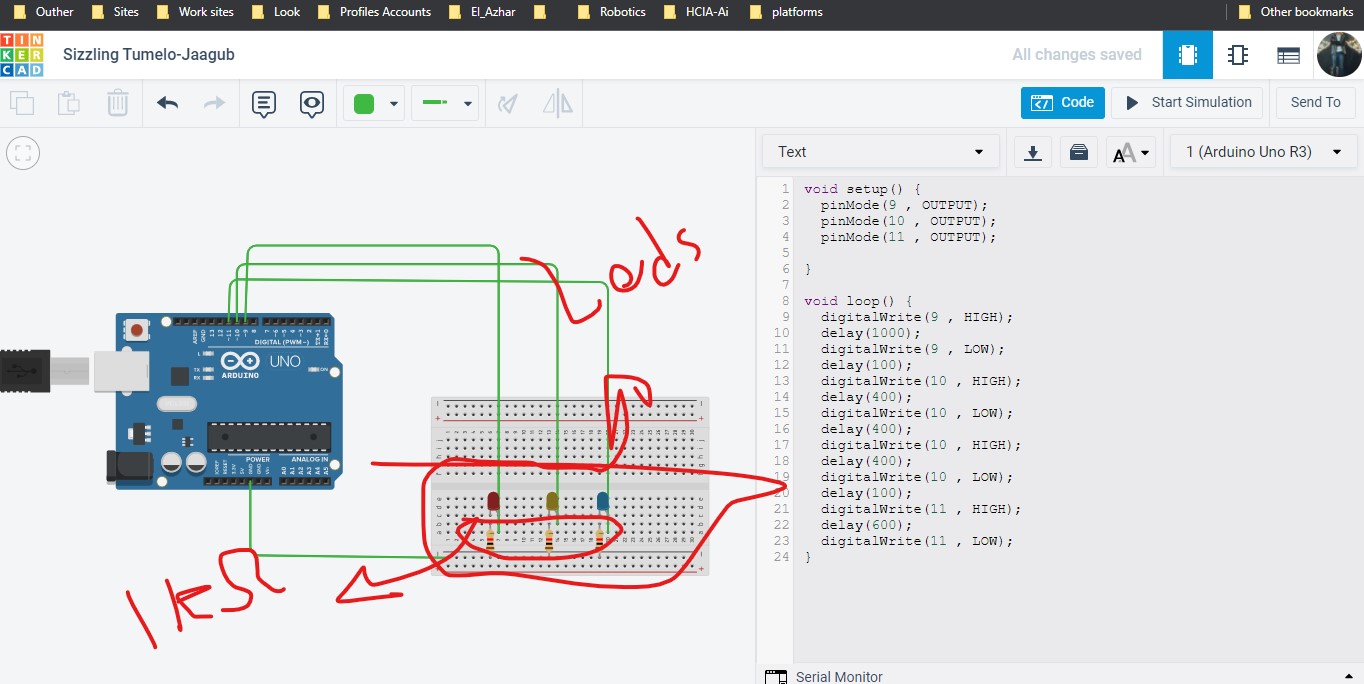 Outher Sites Work sites Look Profiles Accounts El_Azhar Robotics HCIA-Ai platforms Other bookmarks
TIN
KER
CAD
Sizzling Tumelo-Jaagub
All changes saved
Code
Start Simulation
Send To
Text
1 (Arduino Uno R3)
1 void setup() {
2 pinMode(9 , OUTPUT);
3 pinMode(10 , OUTPUT);
4 pinMode(11 , OUTPUT);
5
6 }
7
8 void loop() {
9 digitalWrite(9 , HIGH);
10 delay(1000);
11 digitalWrite(9 , LOW);
12 delay(100);
13 digitalWrite(10 , HIGH);
14 delay(400);
15 digitalWrite(10 , LOW);
16 delay(400);
17 digitalWrite(10 , HIGH);
18 delay(400);
19 digitalWrite(10 , LOW);
20 delay(100);
21 digitalWrite(11 , HIGH);
22 delay(600);
23 digitalWrite(11 , LOW);
24 }
DIGITAL (PWM~)
UNO
ARDUINO
POWER
ANALOG IN
1kΩ
Serial Monitor